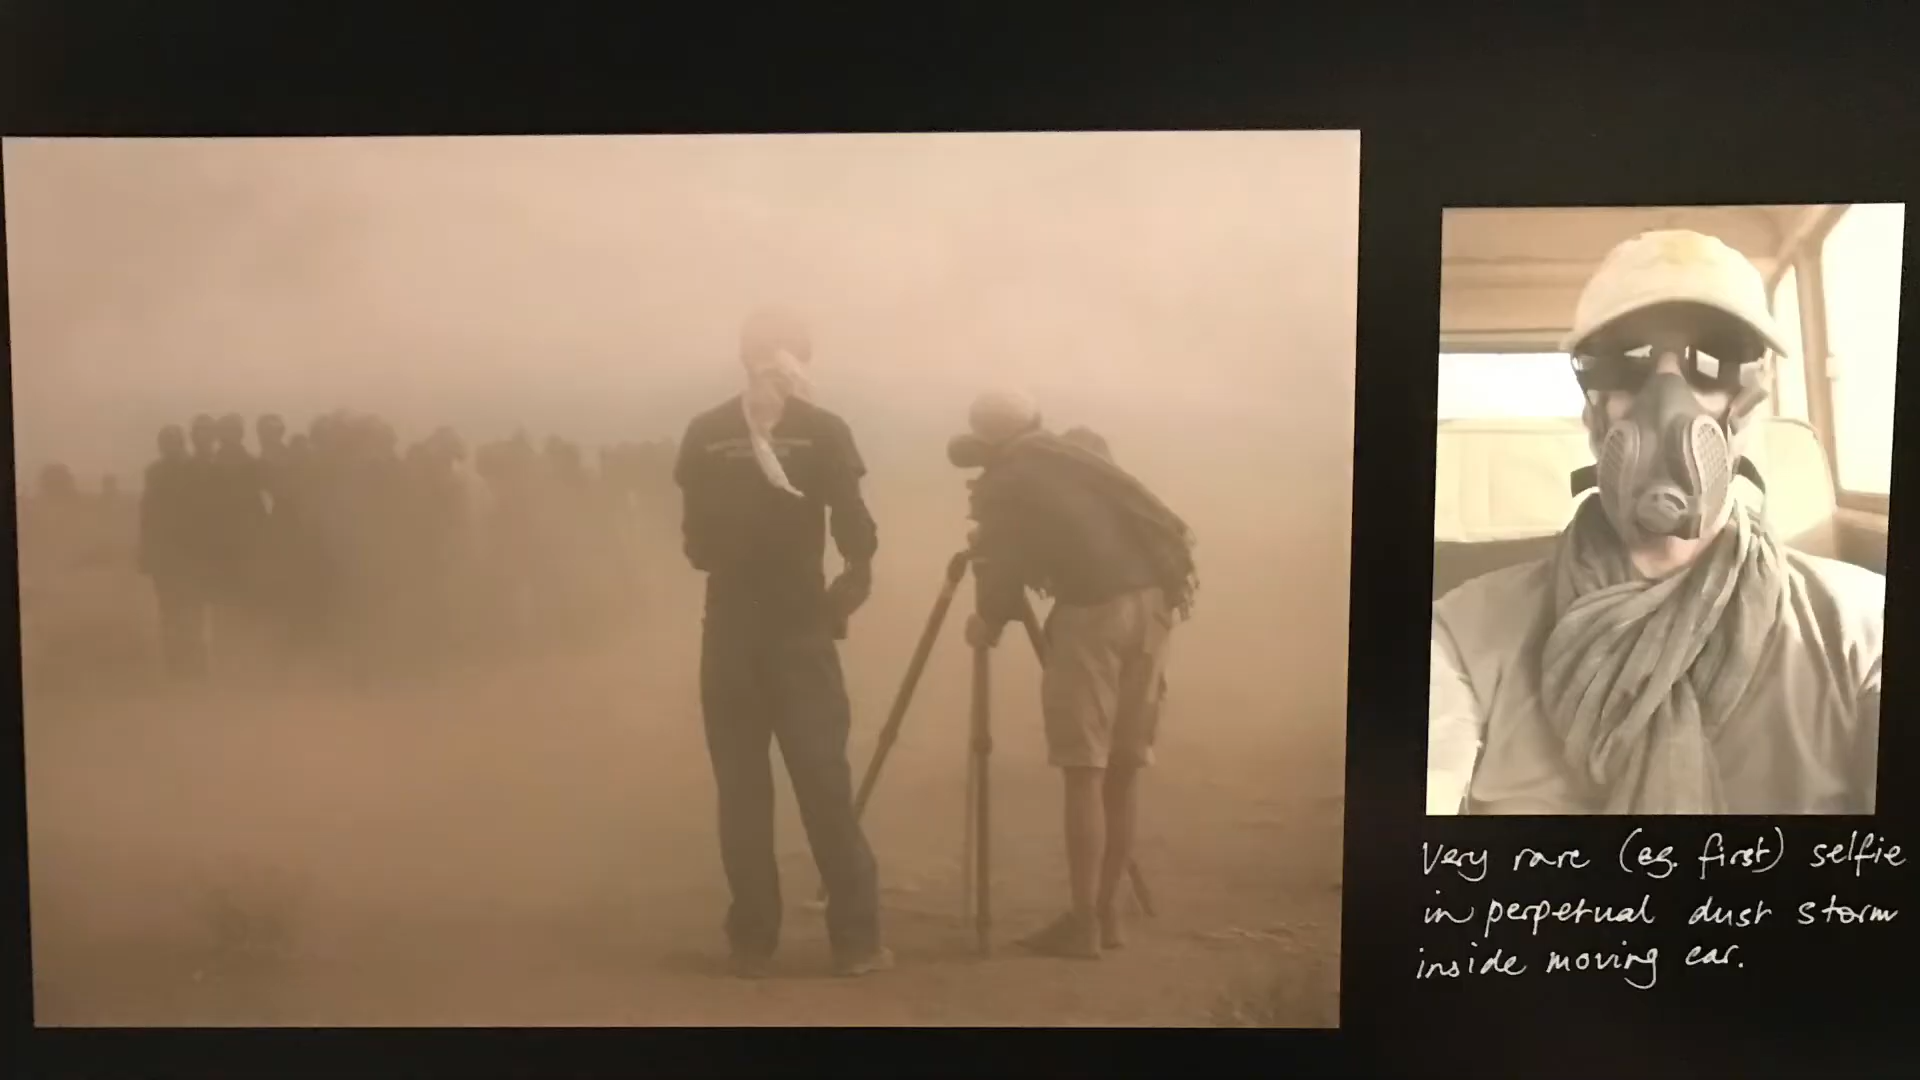 Very rare (eg. first) selfie
in perpetual dust storm
inside moving car.